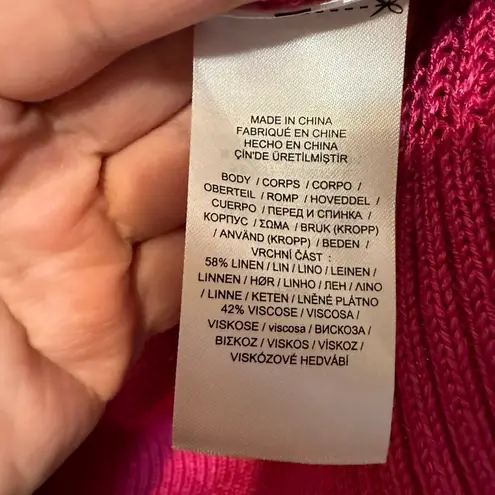 MADE IN CHINA
FABRIQUÉ EN CHINE
HECHO EN CHINA
ÇİN'DE ÜRETİLMİŞTİR
BODY / CORPS / CORPO /
OBERTEIL / ROMP / HOVEDDEL /
CUERPO / ПЕРЕД И СПИНКА /
КОРПУС / ΣΩΜΑ / BRUK (KROPP)
/ ANVÄND (KROPP) / BEDEN /
VRCHNÍ ČÁST :
58% LINEN / LIN / LINO / LEINEN /
LINNEN / HØR / LINHO / ЛЕН / ΛΙΝΟ
/ LINNE / KETEN / LNĚNÉ PLÁTNO
/ 42% VISCOSE / VISCOSA /
VISKOSE / viscosa / ВИСКОЗА /
ΒΙΣΚΟΖ / VISKOS / VİSKOZ /
VISKÓZOVÉ HEDVÁBÍ